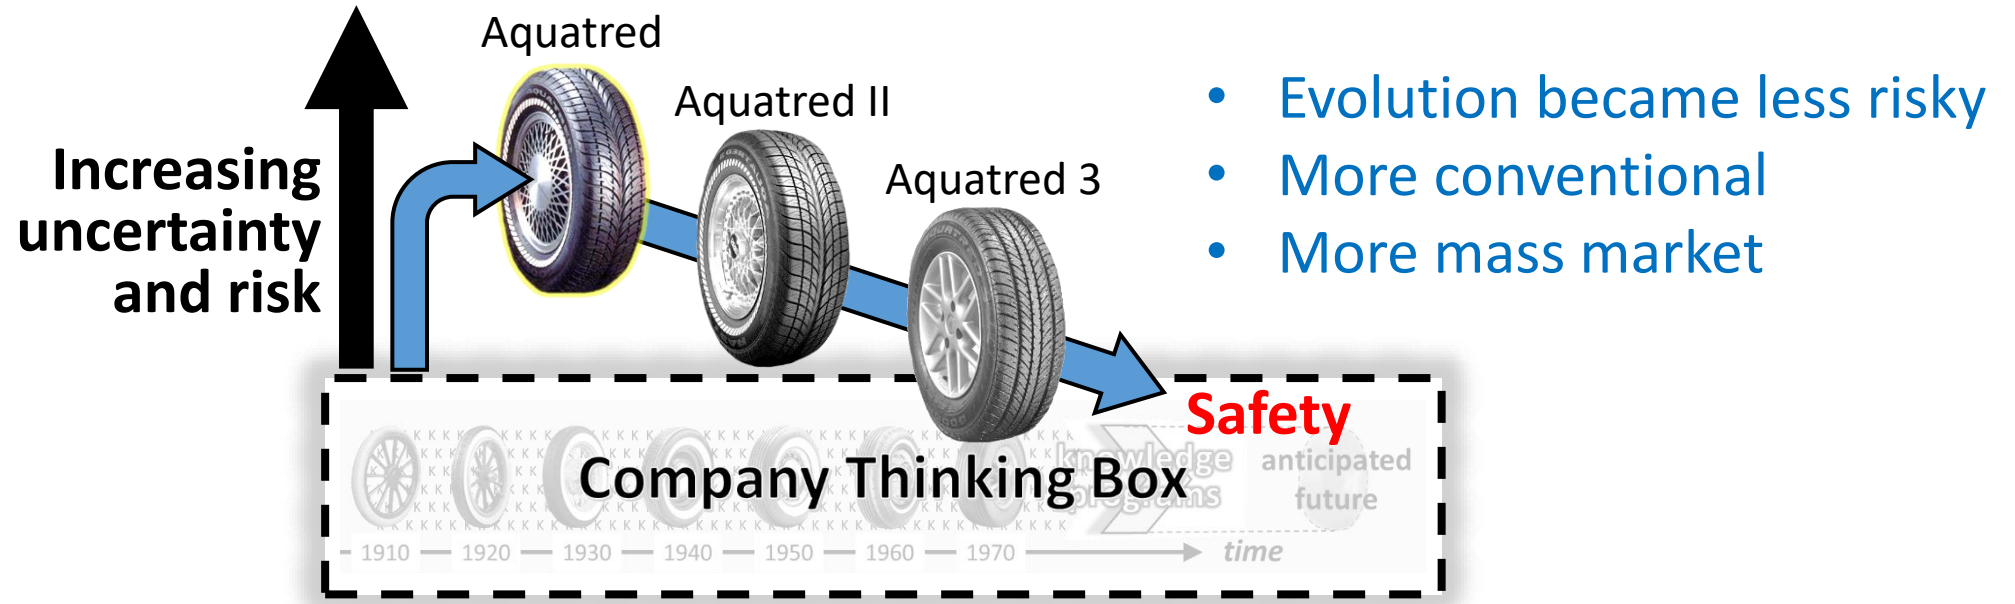 Aquatred
Aquatred II
Aquatred 3
Increasing
uncertainty
and risk
• Evolution became less risky
• More conventional
• More mass market
Safety
Company Thinking Box
knowledge
programs
anticipated
future
1910
1920
1930
1940
1950
1960
1970
time